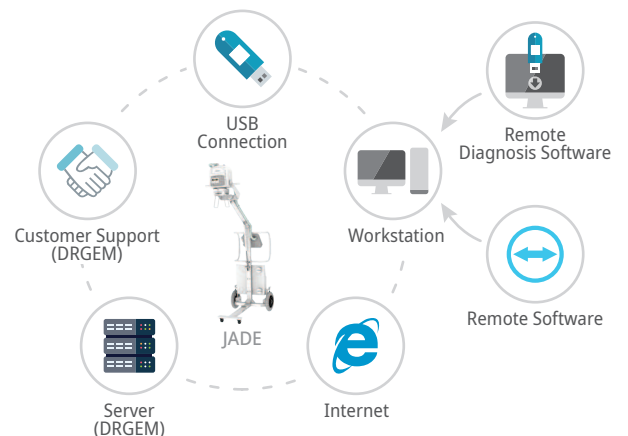 USB
Connection
Remote
Diagnosis Software
Customer Support
(DRGEM)
Workstation
Remote Software
JADE
Server
(DRGEM)
Internet